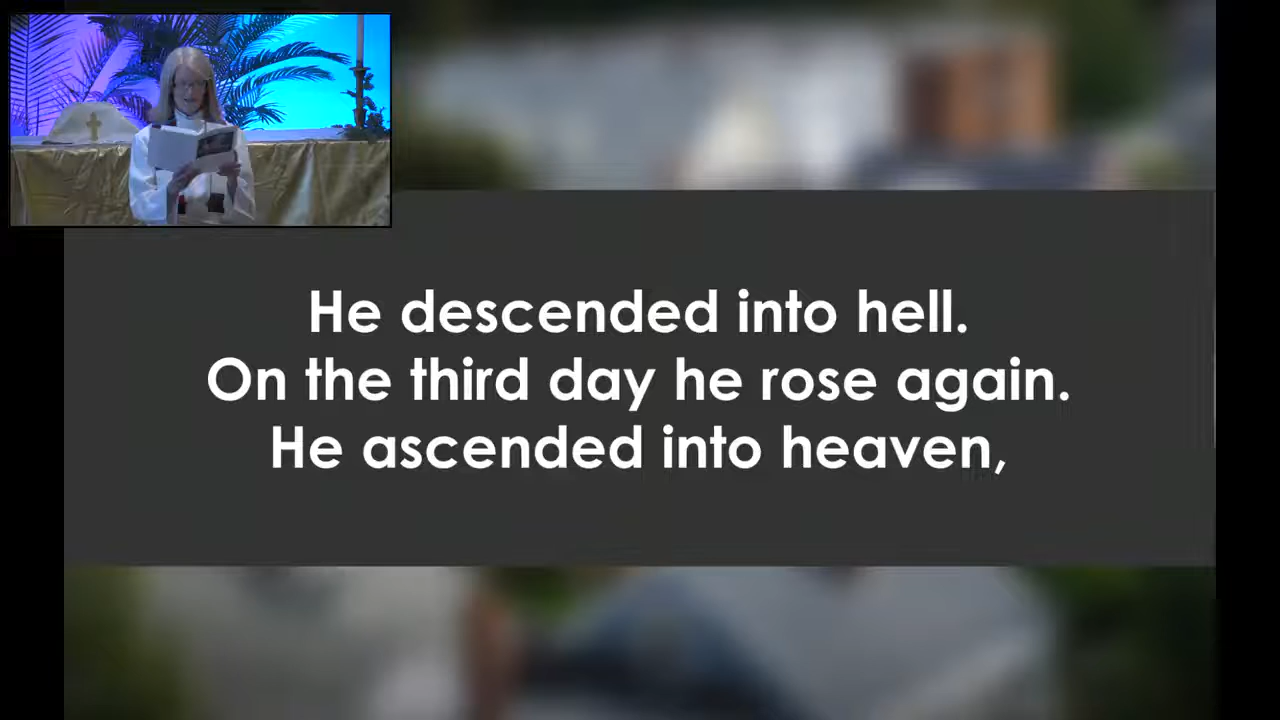 He descended into hell.
On the third day he rose again.
He ascended into heaven,